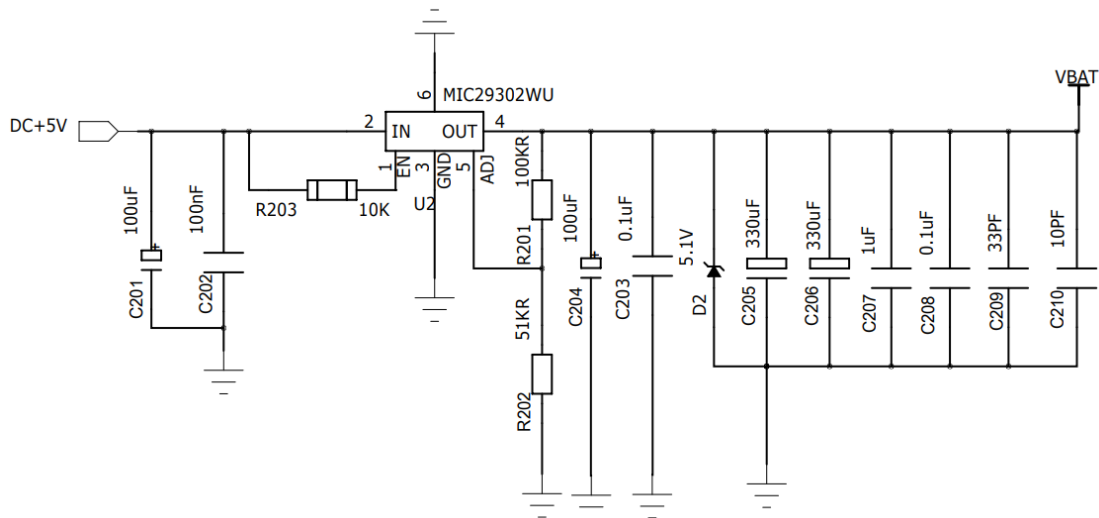 DC+5V
100uF
C201
100nF
C202
R203
10K
6
MIC29302WU
2
IN
OUT
4
1
EN
3
GND
5
ADJ
U2
100KR
R201
51KR
R202
100uF
C204
0.1uF
C203
5.1V
D2
330uF
C205
330uF
C206
1uF
C207
0.1uF
C208
33PF
C209
10PF
C210
VBAT
+
+